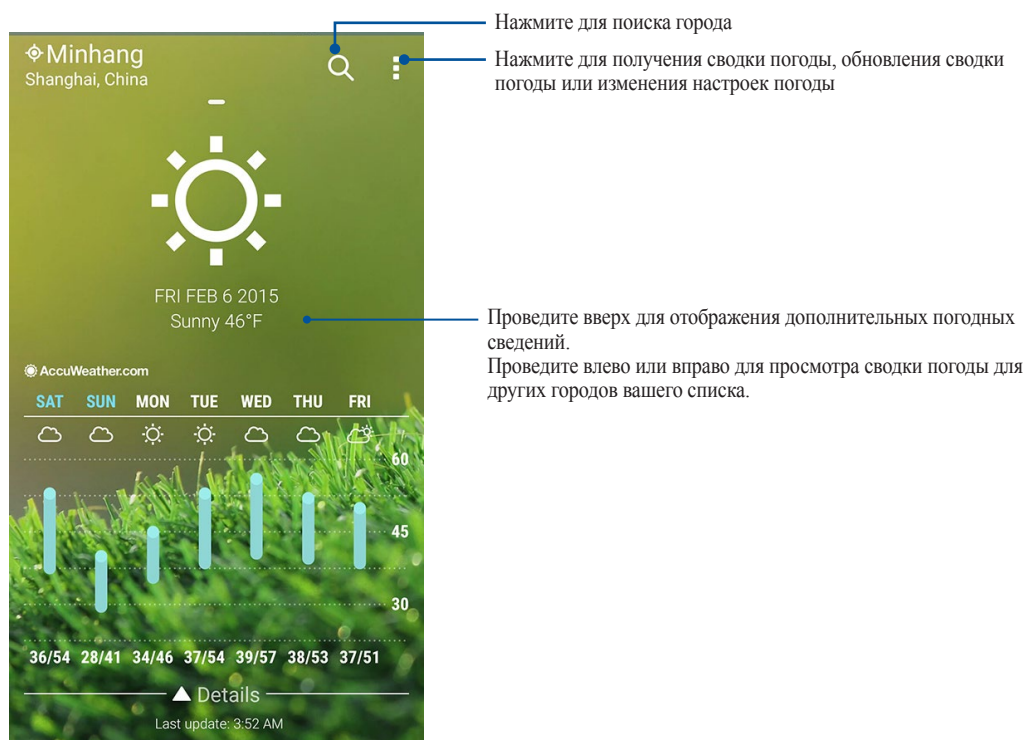 Нажмите для поиска города
Нажмите для получения сводки погоды, обновления сводки
погоды или изменения настроек погоды
Minhang
Shanghai, China
FRI FEB 6 2015
Sunny 46°F
Проведите вверх для отображения дополнительных погодных
сведений.
Проведите влево или вправо для просмотра сводки погоды для
других городов вашего списка.
AccuWeather.com
SAT SUN MON TUE WED THU FRI
60
45
30
36/54 28/41 34/46 37/54 39/57 38/53 37/51
Details
Last update: 3:52 AM